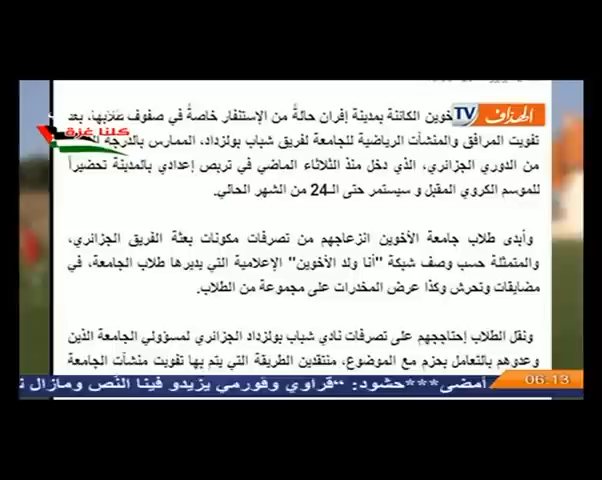 الهداف TV
كلنا غزة
خوين الكائنة بمدينة إفران حالةً من الإستنفار خاصةً في صفوف طلابها، بعد
تفويت المرافق والمنشآت الرياضية للجامعة لفريق شباب بولزداد، الممارس بالدرجة
من الدوري الجزائري، الذي دخل منذ الثلاثاء الماضي في تربص إعدادي بالمدينة تحضيراً
للموسم الكروي المقبل و سيستمر حتى الـ24 من الشهر الحالي.
وأبدى طلاب جامعة الأخوين انزعاجهم من تصرفات مكونات بعثة الفريق الجزائري،
والمتمثلة حسب وصف شبكة "أنا ولد الأخوين" الإعلامية التي يديرها طلاب الجامعة، في
مضايقات وتحرش وكذا عرض المخدرات على مجموعة من الطلاب.
ونقل الطلاب إحتاججهم على تصرفات نادي شباب بولزداد الجزائري لمسؤولي الجامعة الذين
وعدوهم بالتعامل بحزم مع الموضوع، منتقدين الطريقة التي يتم بها تفويت منشآت الجامعة
أمضى***حشود: “قراوي وقورمي يزيدو فينا النّص ومازال
06:13